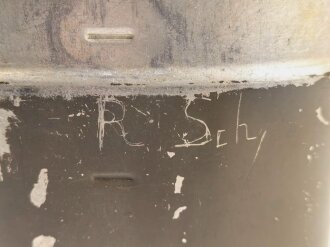 R. Sch,